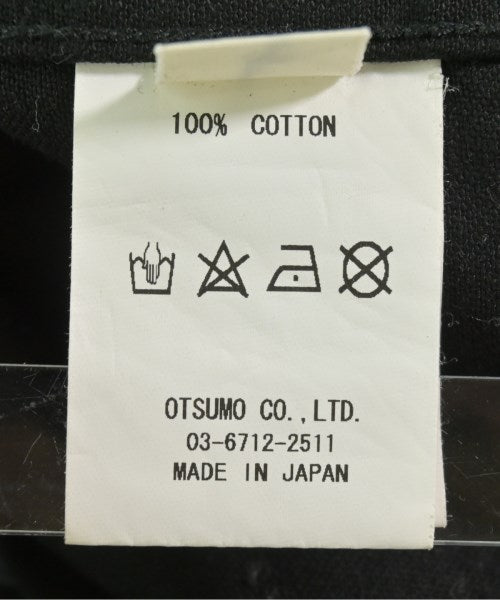 100% COTTON
OTSUMO CO.,LTD.
03-6712-2511
MADE IN JAPAN